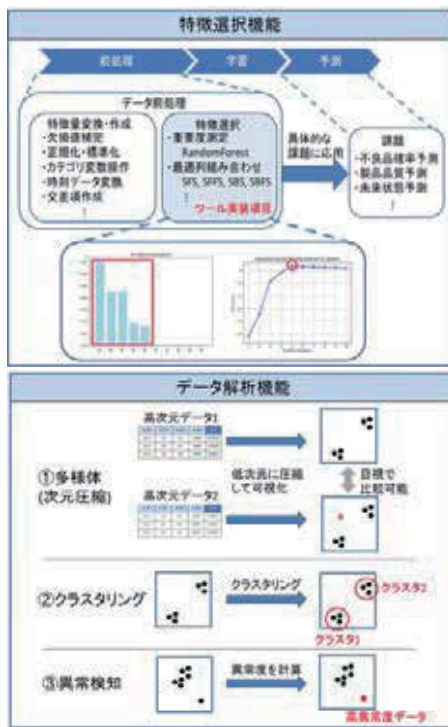 特徴選択機能
前処理
学習
予測
データ前処理
特徴量変換・作成
・欠損値補定
・正規化・標準化
・カテゴリ変数操作
・時刻データ変換
・交差項作成
特徴選択
・重要度測定
RandomForest
・最適列組み合わせ
SFS, SFFS, SBS, SBFS
ツール実装項目
具体的な
課題に応用
課題
・不良品確率予測
・製品品質予測
・未来状態予測
データ解析機能
①多様体
(次元圧縮)
高次元データ1
高次元データ2
低次元に圧縮
して可視化
目視で
比較可能
②クラスタリング
クラスタリング
クラスタ2
クラスタ1
③異常検知
異常度を計算
高異常度データ